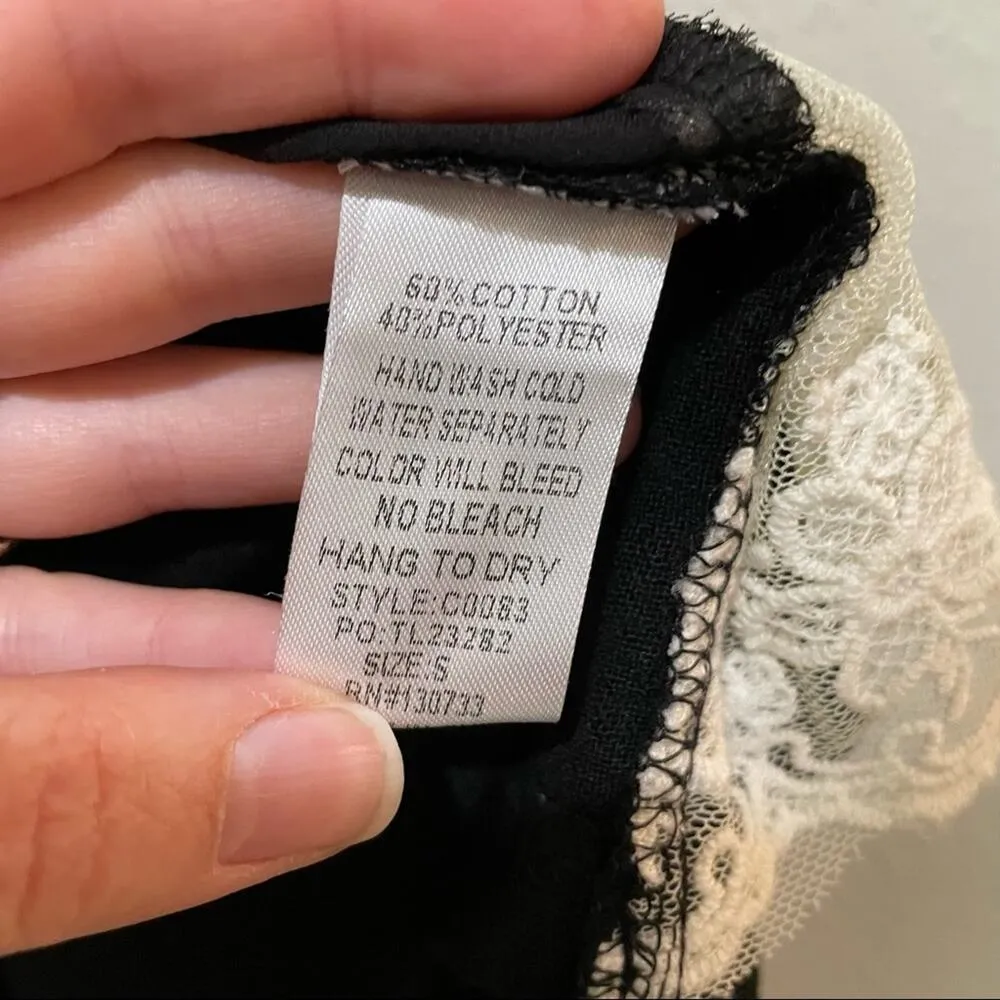 60% COTTON
40% POLYESTER
HAND WASH COLD
WATER SEPARATELY
COLOR WILL BLEED
NO BLEACH
HANG TO DRY
STYLE:C0063
PO:TL23282
SIZE:S
RN#130733